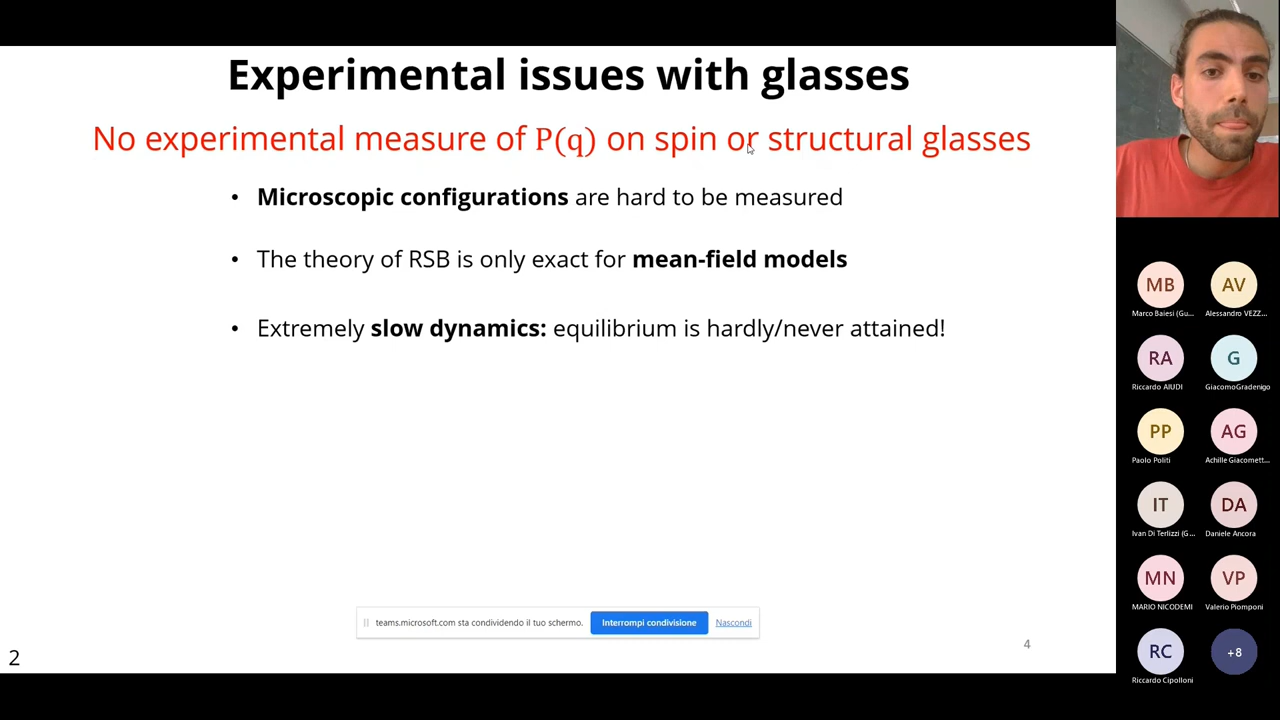 Experimental issues with glasses
No experimental measure of P(q) on spin or structural glasses
• Microscopic configurations are hard to be measured
• The theory of RSB is only exact for mean-field models
• Extremely slow dynamics: equilibrium is hardly/never attained!
teams.microsoft.com sta condividendo il tuo schermo. Interrompi condivisione Nascondi
4
2
MB AV
Marco Baiesi (Gu... Alessandro VEZZ...
RA G
Riccardo AIUDI GiacomoGradenigo
PP AG
Paolo Politi Achille Giacomett...
IT DA
Ivan Di Terlizzi (G... Daniele Ancora
MN VP
MARIO NICODEMI Valerio Piomponi
RC +8
Riccardo Cipolloni